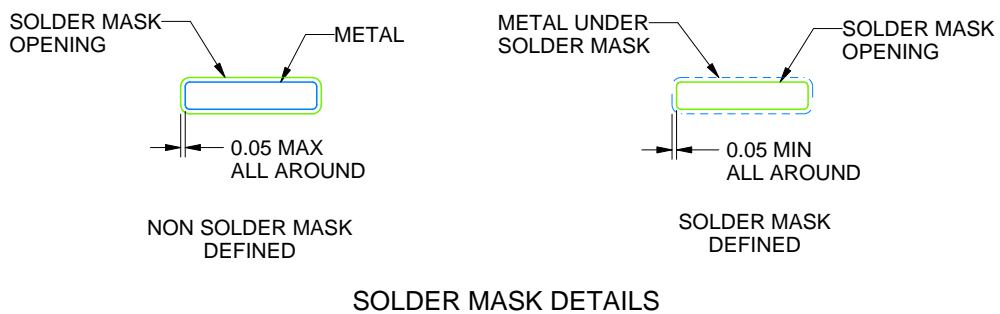 SOLDER MASK
OPENING
METAL
0.05 MAX
ALL AROUND
NON SOLDER MASK
DEFINED
METAL UNDER
SOLDER MASK
SOLDER MASK
OPENING
0.05 MIN
ALL AROUND
SOLDER MASK
DEFINED
SOLDER MASK DETAILS